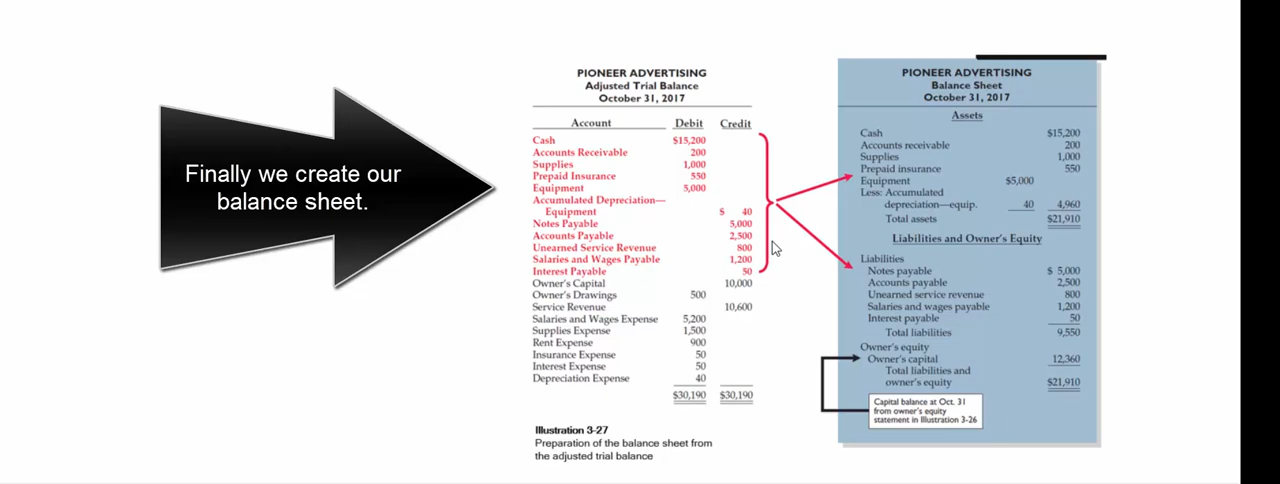 Finally we create our
balance sheet.
PIONEER ADVERTISING
Adjusted Trial Balance
October 31, 2017
Account Debit Credit
Cash $15,200
Accounts Receivable 200
Supplies 1,000
Prepaid Insurance 550
Equipment 5,000
Accumulated Depreciation—
Equipment $ 40
Notes Payable 5,000
Accounts Payable 2,500
Unearned Service Revenue 800
Salaries and Wages Payable 1,200
Interest Payable 50
Owner's Capital 10,000
Owner's Drawings 500
Service Revenue 10,600
Salaries and Wages Expense 5,200
Supplies Expense 1,500
Rent Expense 900
Insurance Expense 50
Interest Expense 50
Depreciation Expense 40
$30,190 $30,190
Illustration 3-27
Preparation of the balance sheet from
the adjusted trial balance
PIONEER ADVERTISING
Balance Sheet
October 31, 2017
Assets
Cash $15,200
Accounts receivable 200
Supplies 1,000
Prepaid insurance 550
Equipment $5,000
Less: Accumulated
depreciation—equip. 40 4,960
Total assets $21,910
Liabilities and Owner's Equity
Liabilities
Notes payable $ 5,000
Accounts payable 2,500
Unearned service revenue 800
Salaries and wages payable 1,200
Interest payable 50
Total liabilities 9,550
Owner's equity
Owner's capital 12,360
Total liabilities and
owner's equity $21,910
Capital balance at Oct. 31
from owner's equity
statement in Illustration 3-26